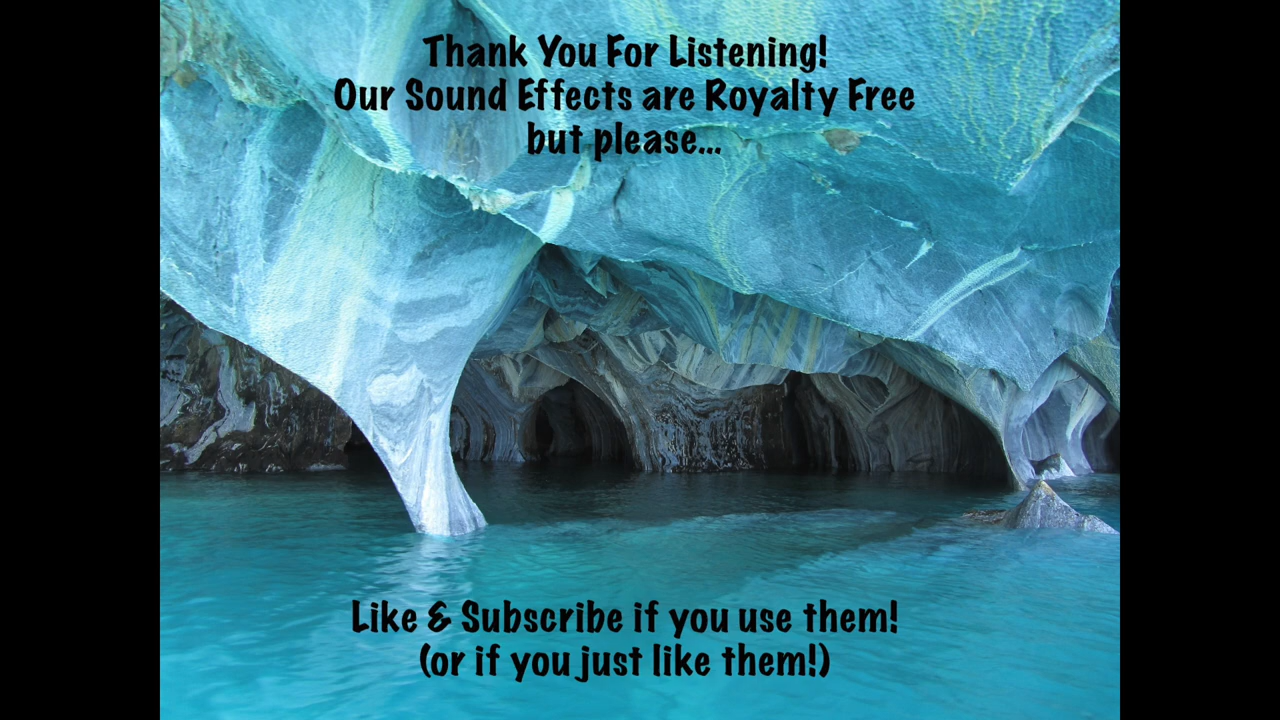 Thank You For Listening!
Our Sound Effects are Royalty Free
but please...
Like & Subscribe if you use them!
(or if you just like them!)